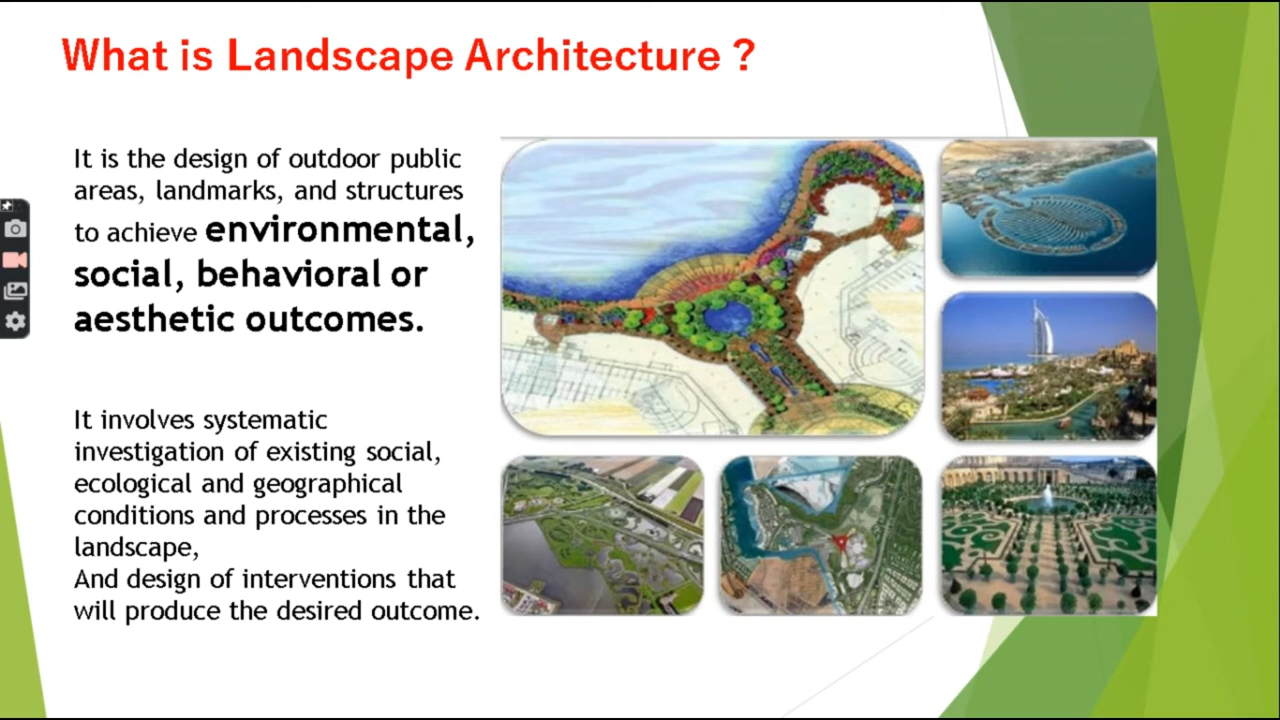 What is Landscape Architecture ?
It is the design of outdoor public
areas, landmarks, and structures
to achieve environmental,
social, behavioral or
aesthetic outcomes.
It involves systematic
investigation of existing social,
ecological and geographical
conditions and processes in the
landscape,
And design of interventions that
will produce the desired outcome.